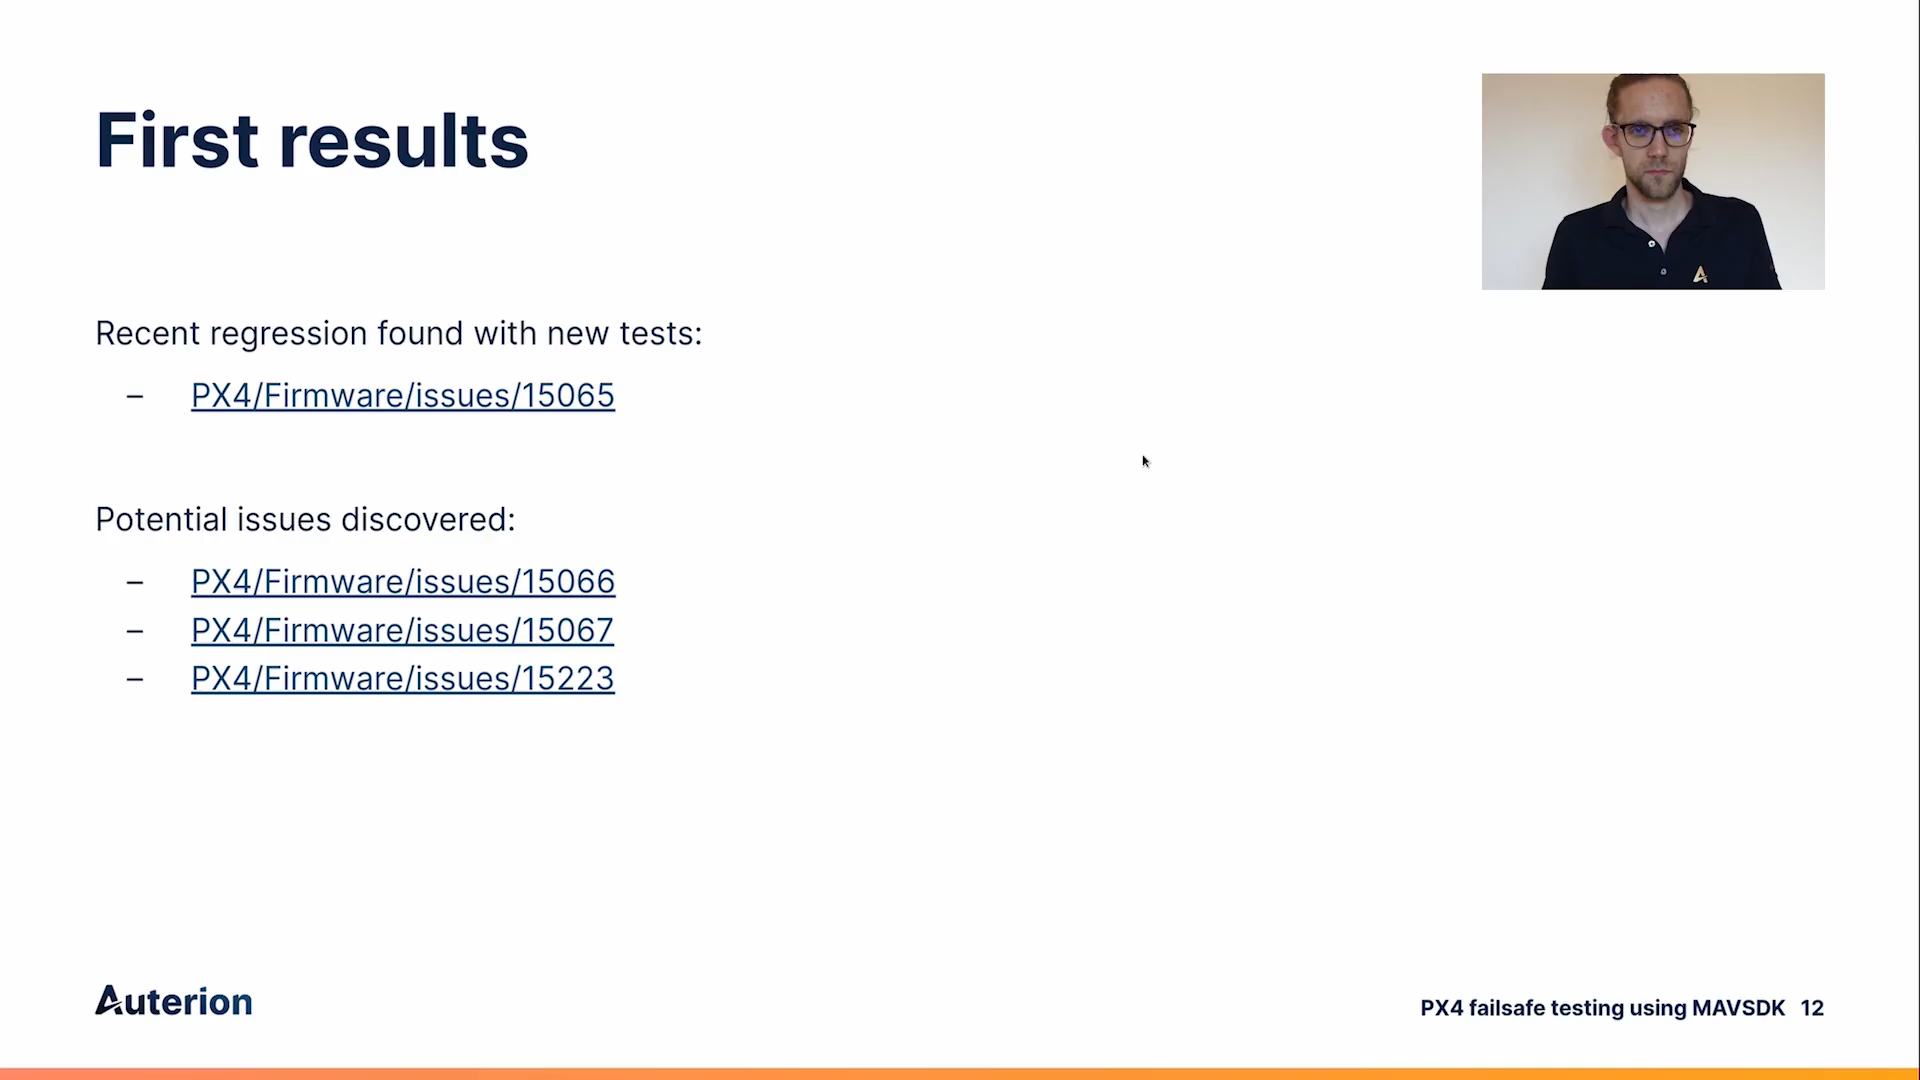 First results
Recent regression found with new tests:
– PX4/Firmware/issues/15065
Potential issues discovered:
– PX4/Firmware/issues/15066
– PX4/Firmware/issues/15067
– PX4/Firmware/issues/15223
Auterion
PX4 failsafe testing using MAVSDK 12